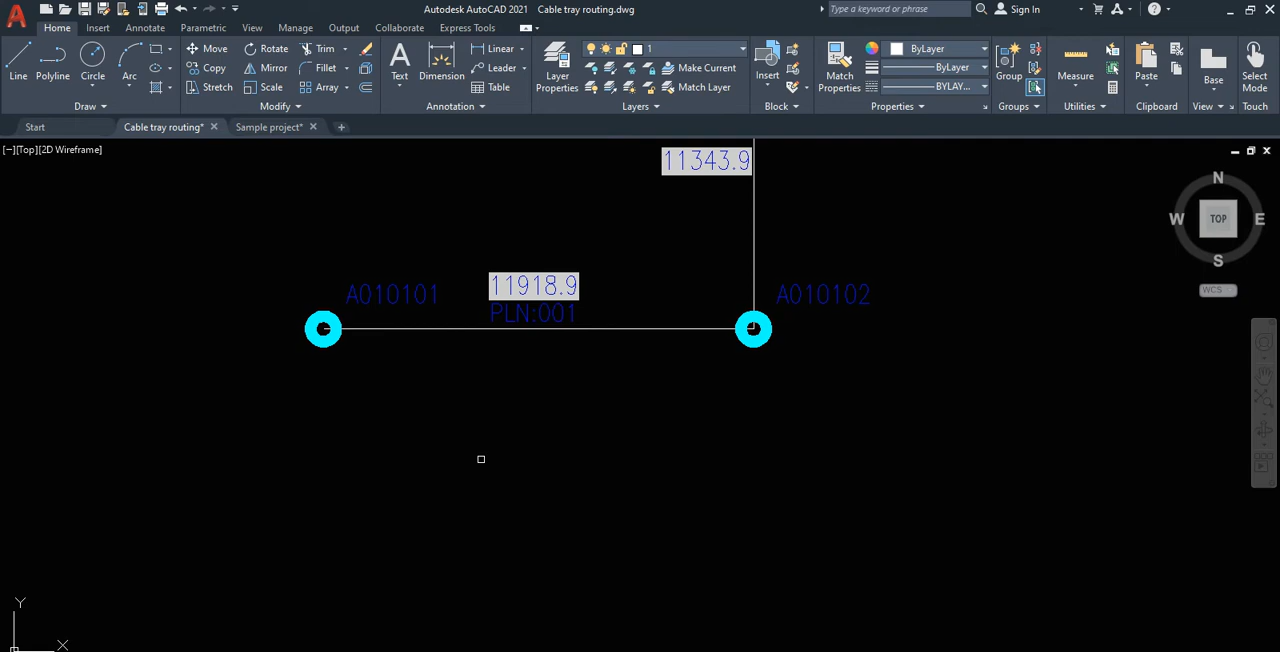 Autodesk AutoCAD 2021 Cable tray routing.dwg
Type a keyword or phrase
Sign In
Home Insert Annotate Parametric View Manage Output Collaborate Express Tools
Line
Polyline
Circle
Arc
Move
Rotate
Trim
Copy
Mirror
Fillet
Stretch
Scale
Array
Text
Dimension
Linear
Leader
Table
Layer
Properties
1
Make Current
Match Layer
Insert
Match
Properties
ByLayer
ByLayer
BYLAY...
Group
Measure
Paste
Base
Select
Mode
Draw
Modify
Annotation
Layers
Block
Properties
Groups
Utilities
Clipboard
View
Touch
Start
Cable tray routing*
Sample project*
[−][Top][2D Wireframe]
11343.9
N
W
TOP
E
S
WCS
A010101
11918.9
PLN:001
A010102
Y
X